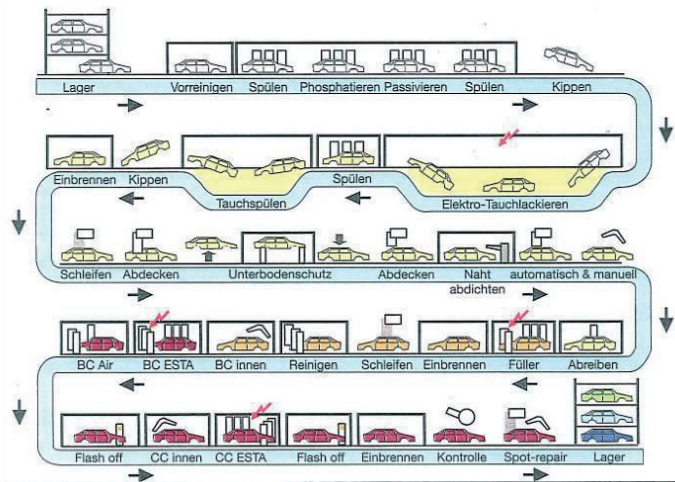 Lager Vorreinigen Spülen Phosphatieren Passivieren Spülen Kippen
Einbrennen Kippen Tauchspülen Spülen Elektro-Tauchlackieren
Schleifen Abdecken Unterbodenschutz Abdecken Naht abdichten automatisch & manuell
BC Air BC ESTA BC innen Reinigen Schleifen Einbrennen Füller Abreiben
Flash off CC innen CC ESTA Flash off Einbrennen Kontrolle Spot-repair Lager